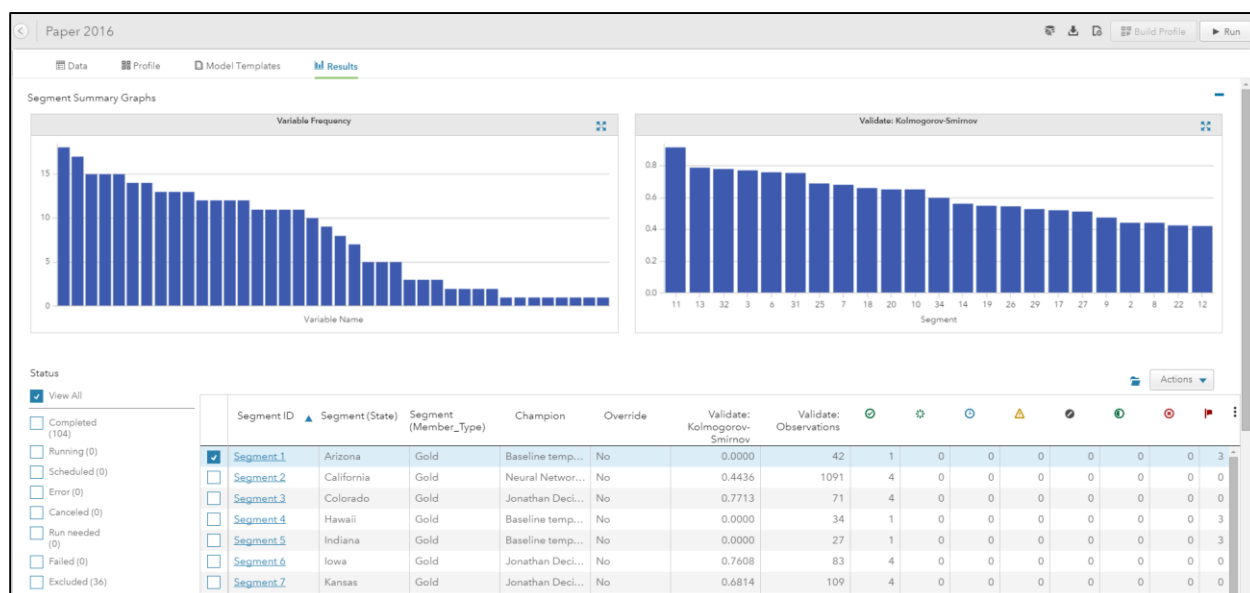 Paper 2016
Build Profile
Run
Data Profile Model Templates Results
Segment Summary Graphs
Variable Frequency
15
10
5
0
Variable Name
Validate: Kolmogorov-Smirnov
0.8
0.6
0.4
0.2
0.0
11 13 32 3 6 31 25 7 18 20 10 34 14 19 26 29 17 27 9 2 8 22 12
Segment
Status
View All
Completed
(104)
Running (0)
Scheduled (0)
Error (0)
Canceled (0)
Run needed
(0)
Failed (0)
Excluded (36)
Actions
Segment ID Segment (State) Segment (Member_Type) Champion Override Validate: Kolmogorov-Smirnov Validate: Observations
Segment 1 Arizona Gold Baseline temp... No 0.0000 42 1 0 0 0 0 0 0 3
Segment 2 California Gold Neural Networ... No 0.4436 1091 4 0 0 0 0 0 0 0
Segment 3 Colorado Gold Jonathan Deci... No 0.7713 71 4 0 0 0 0 0 0 0
Segment 4 Hawaii Gold Baseline temp... No 0.0000 34 1 0 0 0 0 0 0 3
Segment 5 Indiana Gold Baseline temp... No 0.0000 27 1 0 0 0 0 0 0 3
Segment 6 Iowa Gold Jonathan Deci... No 0.7608 83 4 0 0 0 0 0 0 0
Segment 7 Kansas Gold Jonathan Deci... No 0.6814 109 4 0 0 0 0 0 0 0